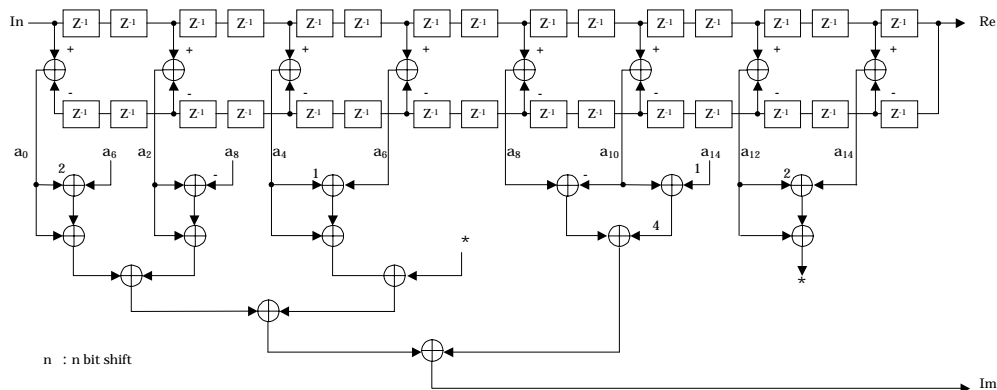 In Z-1 Z-1 Z-1 Z-1 Z-1 Z-1 Z-1 Z-1 Z-1 Z-1 Z-1 Z-1 Z-1 Z-1 Z-1 Re
+ + + + + + + +
- - - - - - - -
Z-1 Z-1 Z-1 Z-1 Z-1 Z-1 Z-1 Z-1 Z-1 Z-1 Z-1 Z-1 Z-1 Z-1 Z-1
a0 a6 a2 a8 a4 a6 a8 a10 a14 a12 a14
2 - 1 - 1 2
4
* *
n : n bit shift
Im